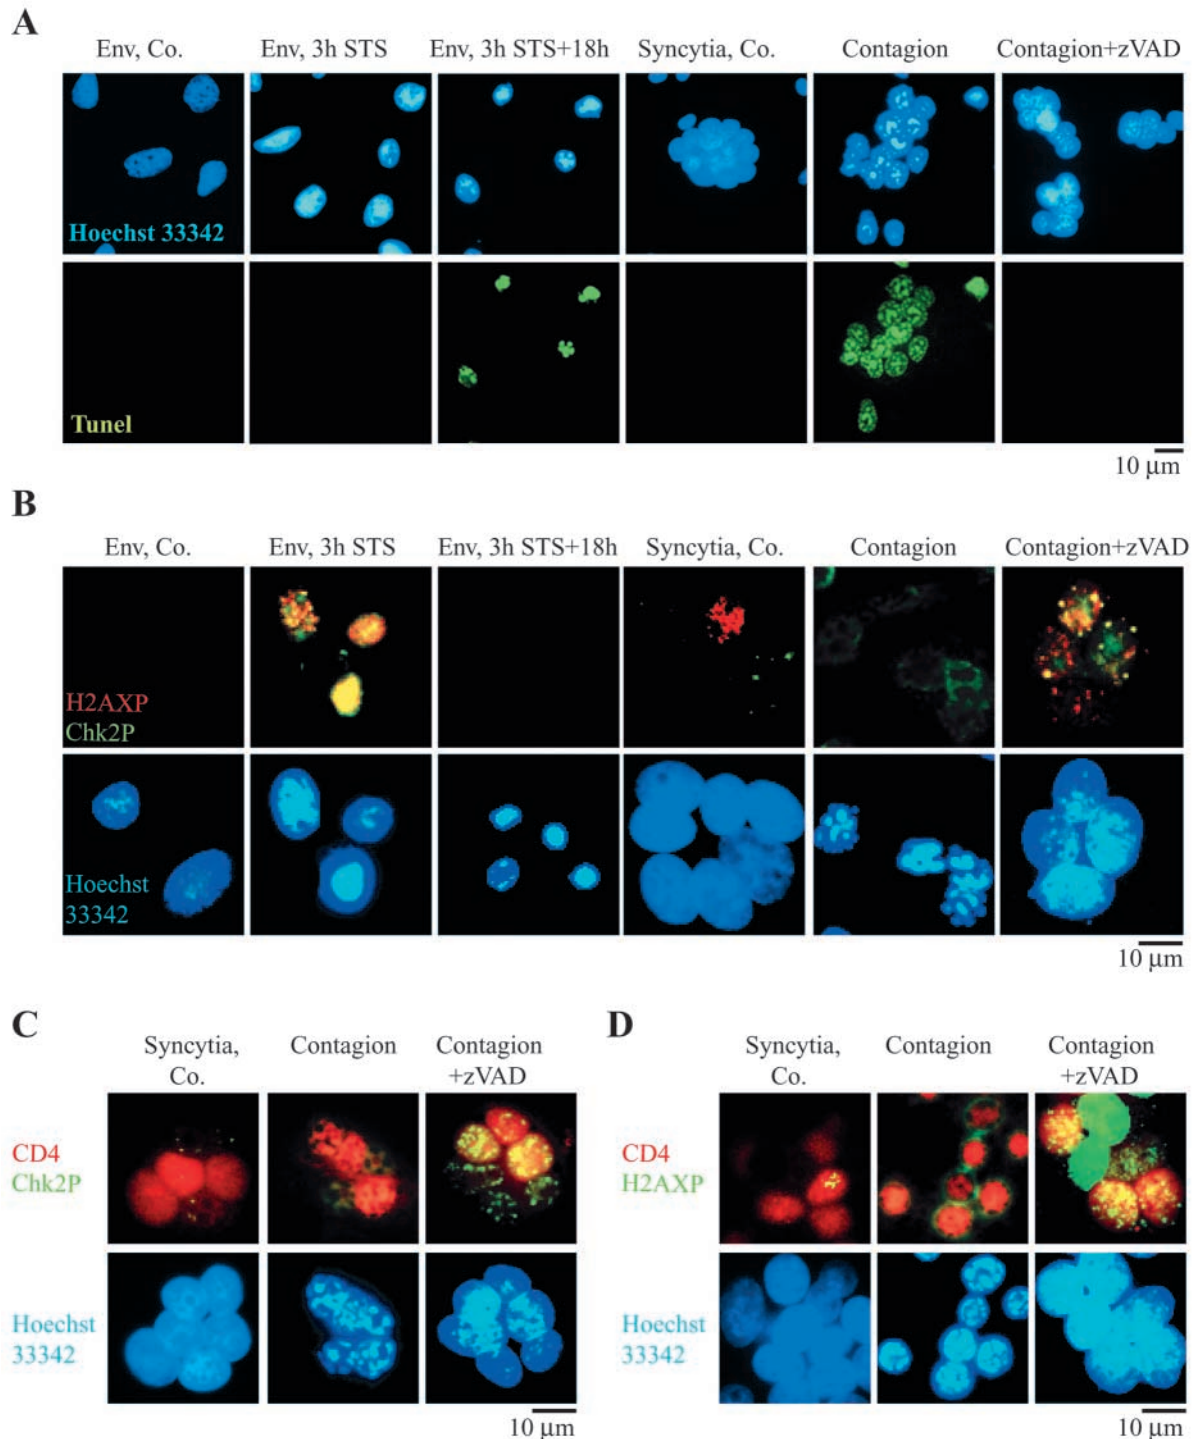 A
Env, Co. Env, 3h STS Env, 3h STS+18h Syncytia, Co. Contagion Contagion+zVAD
Hoechst 33342
Tunel
10 μm
B
Env, Co. Env, 3h STS Env, 3h STS+18h Syncytia, Co. Contagion Contagion+zVAD
H2AXP
Chk2P
Hoechst
33342
10 μm
C
Syncytia, Contagion Contagion
Co. +zVAD
CD4
Chk2P
Hoechst
33342
10 μm
D
Syncytia, Contagion Contagion
Co. +zVAD
CD4
H2AXP
Hoechst
33342
10 μm